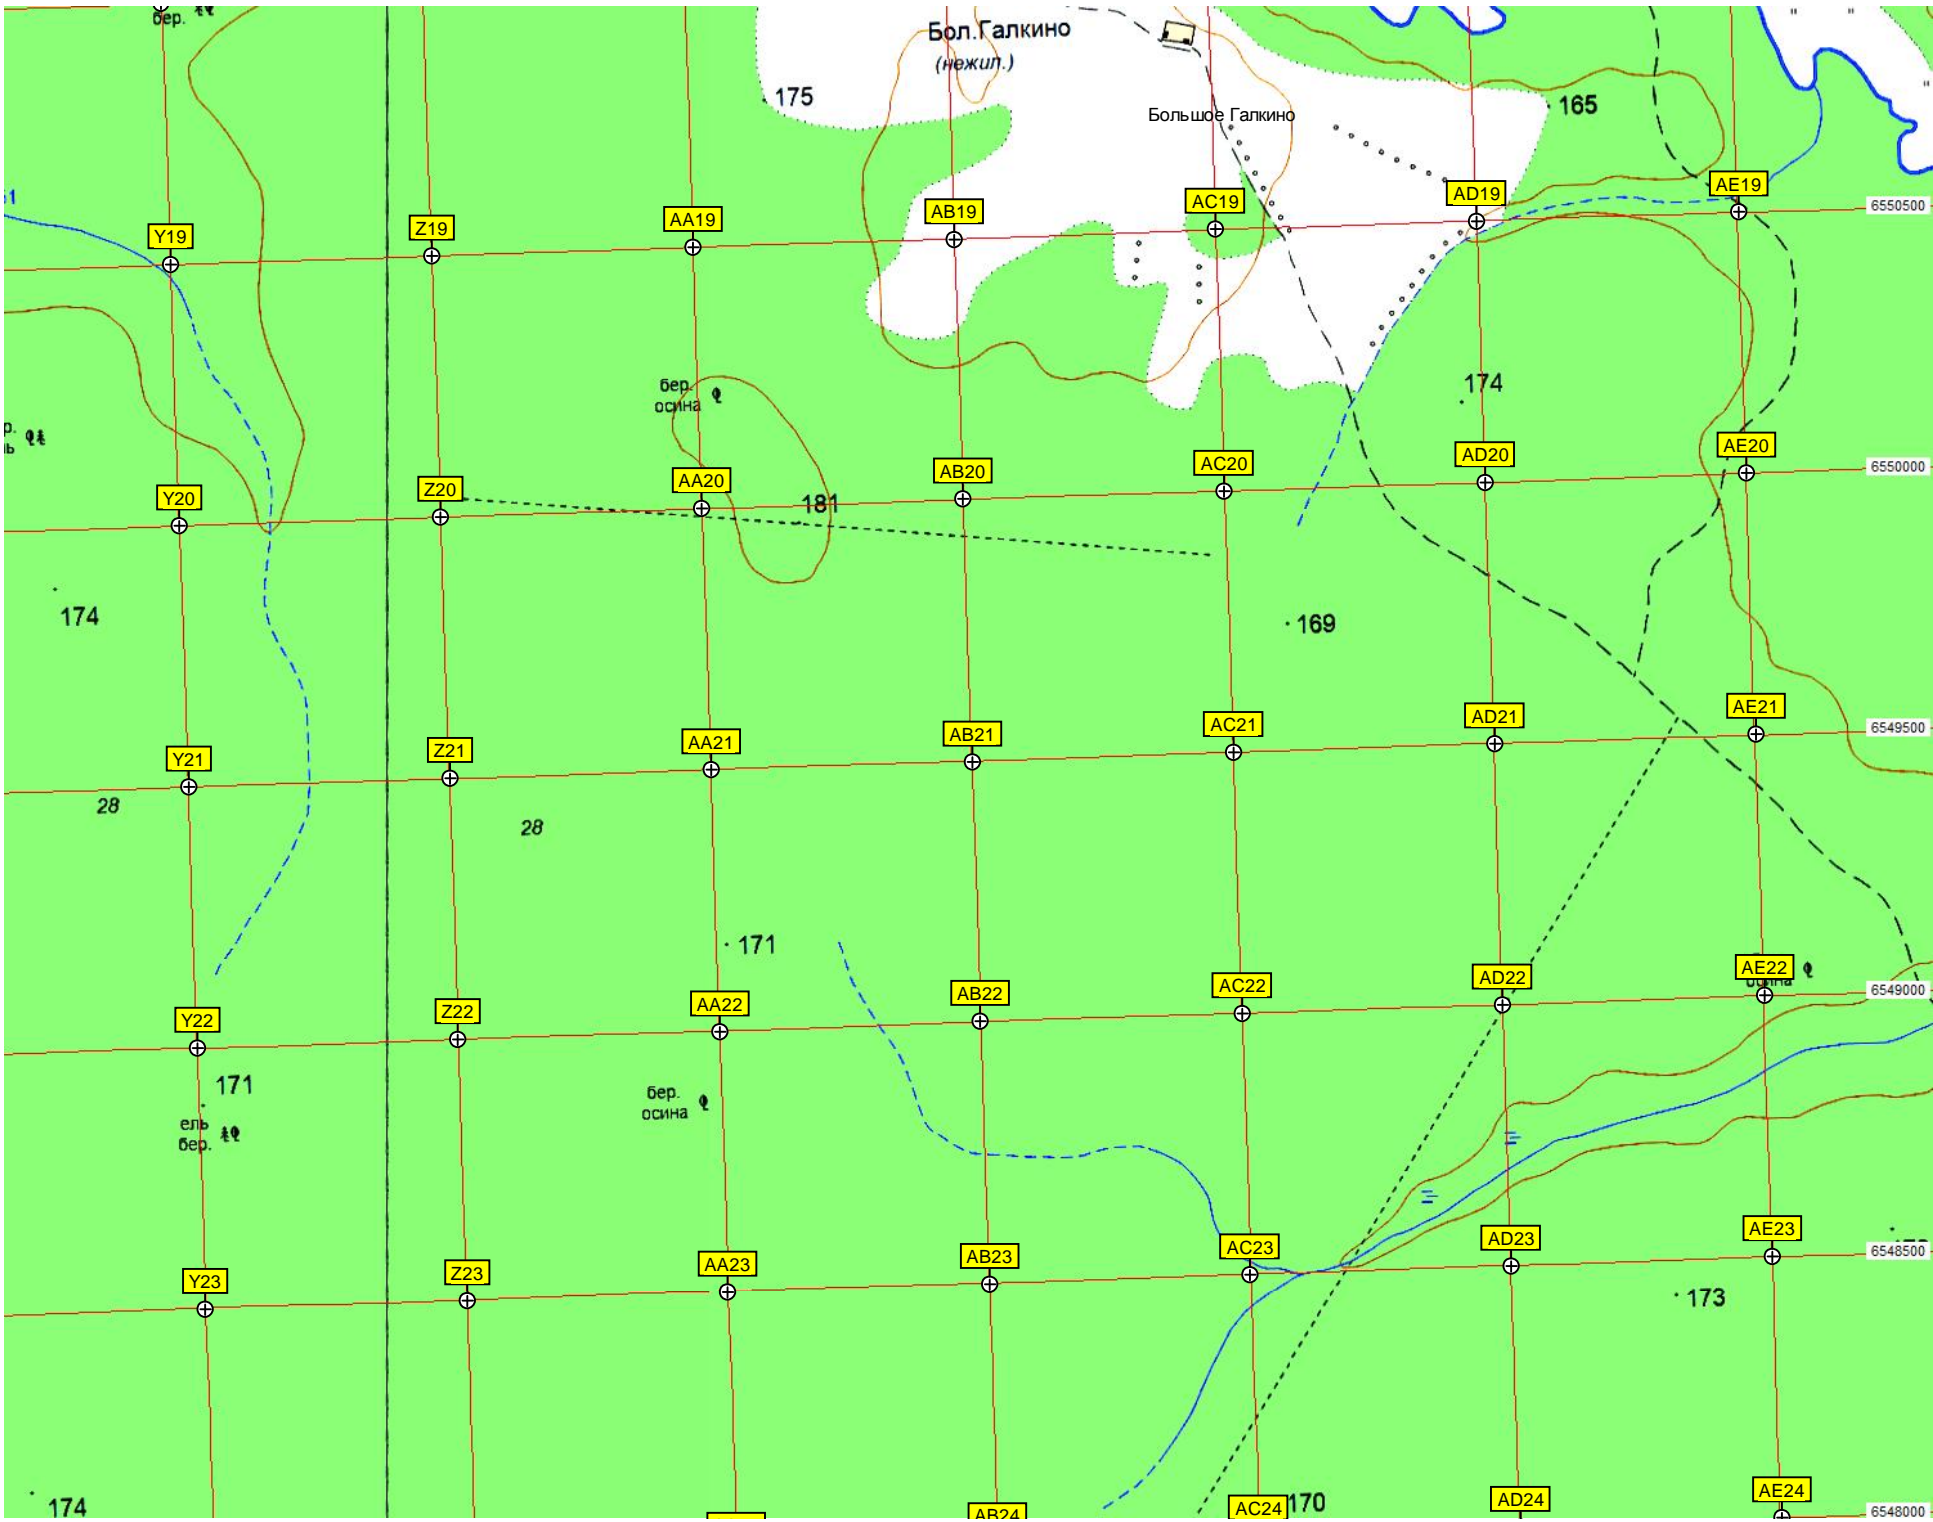 бер.
Бол.Галкино
(нежил.)
175
Большое Галкино
165
Y19
Z19
AA19
AB19
AC19
AD19
AE19
6550500
бер.
осина
174
Y20
Z20
AA20
AB20
AC20
AD20
AE20
6550000
181
174
169
Y21
Z21
AA21
AB21
AC21
AD21
AE21
6549500
28
28
171
Y22
Z22
AA22
AB22
AC22
AD22
AE22
6549000
171
ель
бер.
бер.
осина
Y23
Z23
AA23
AB23
AC23
AD23
AE23
6548500
173
174
AB24
AC24
170
AD24
AE24
6548000